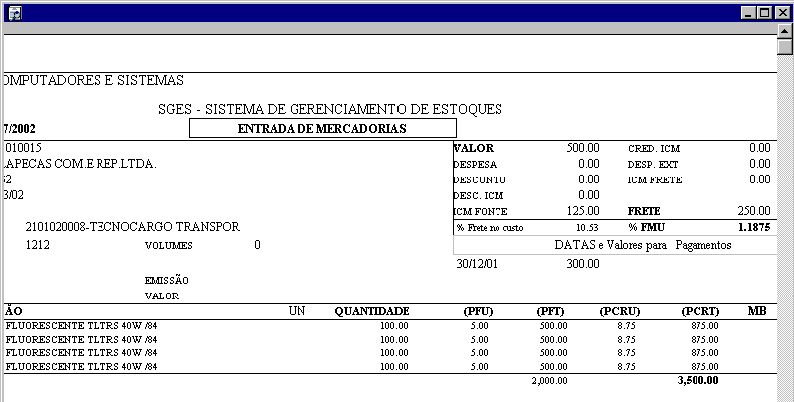 OMPUTADORES E SISTEMAS
SGES - SISTEMA DE GERENCIAMENTO DE ESTOQUES
7/2002 ENTRADA DE MERCADORIAS
010015 VALOR 500.00 CRED. ICM 0.00
APECAS COM.E REP.LTDA. DESPESA 0.00 DESP. EXT 0.00
52 DESCONTO 0.00 ICM FRETE 0.00
3/02 DESC. ICM 0.00
ICM FONTE 125.00 FRETE 250.00
2101020008-TECNOCARGO TRANSPOR % Frete no custo 10.53 % FMU 1.1875
1212 VOLUMES 0 DATAS e Valores para Pagamentos
30/12/01 300.00
EMISSÃO
VALOR
ÃO UN QUANTIDADE (PFU) (PFT) (PCRU) (PCRT) MB
FLUORESCENTE TLTRS 40W /84 100.00 5.00 500.00 8.75 875.00
FLUORESCENTE TLTRS 40W /84 100.00 5.00 500.00 8.75 875.00
FLUORESCENTE TLTRS 40W /84 100.00 5.00 500.00 8.75 875.00
FLUORESCENTE TLTRS 40W /84 100.00 5.00 500.00 8.75 875.00
2,000.00 3,500.00